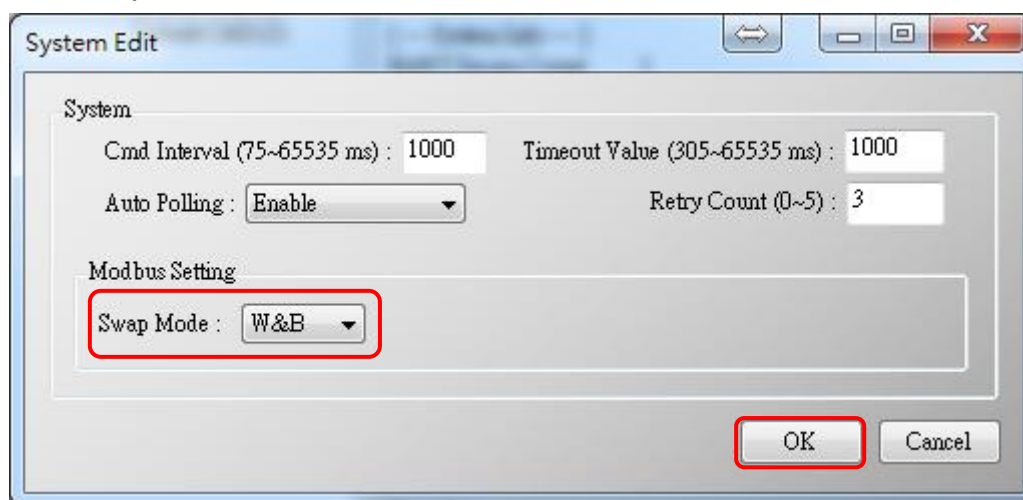 System Edit
System
Cmd Interval (75~65535 ms) : 1000
Timeout Value (305~65535 ms) : 1000
Auto Polling : Enable
Retry Count (0~5) : 3
Modbus Setting
Swap Mode : W&B
OK
Cancel